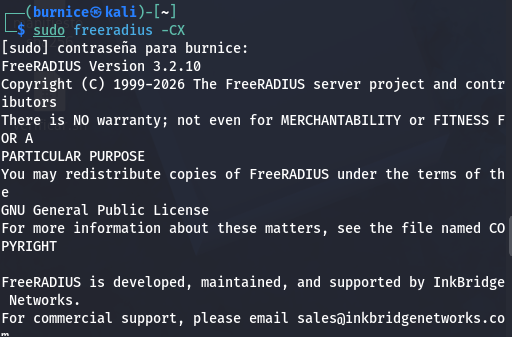 ┌──(burnice㉿kali)-[~]
└─$ sudo freeradius -CX
[sudo] contraseña para burnice:
FreeRADIUS Version 3.2.10
Copyright (C) 1999-2026 The FreeRADIUS server project and contr
ibutors
There is NO warranty; not even for MERCHANTABILITY or FITNESS F
OR A
PARTICULAR PURPOSE
You may redistribute copies of FreeRADIUS under the terms of th
e
GNU General Public License
For more information about these matters, see the file named CO
PYRIGHT

FreeRADIUS is developed, maintained, and supported by InkBridge
 Networks.
For commercial support, please email sales@inkbridgenetworks.co
m